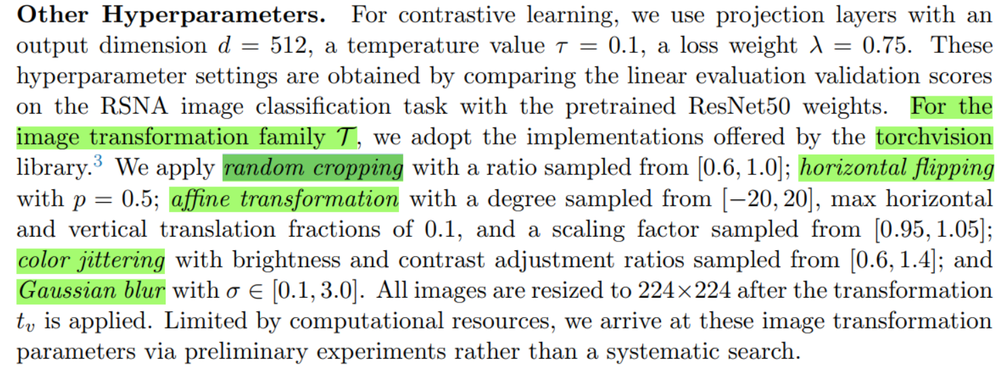 Other Hyperparameters. For contrastive learning, we use projection layers with an
output dimension d = 512, a temperature value τ = 0.1, a loss weight λ = 0.75. These
hyperparameter settings are obtained by comparing the linear evaluation validation scores
on the RSNA image classification task with the pretrained ResNet50 weights. For the
image transformation family 𝒯, we adopt the implementations offered by the torchvision
library.³ We apply random cropping with a ratio sampled from [0.6, 1.0]; horizontal flipping
with p = 0.5; affine transformation with a degree sampled from [−20, 20], max horizontal
and vertical translation fractions of 0.1, and a scaling factor sampled from [0.95, 1.05];
color jittering with brightness and contrast adjustment ratios sampled from [0.6, 1.4]; and
Gaussian blur with σ ∈ [0.1, 3.0]. All images are resized to 224×224 after the transformation
tᵥ is applied. Limited by computational resources, we arrive at these image transformation
parameters via preliminary experiments rather than a systematic search.